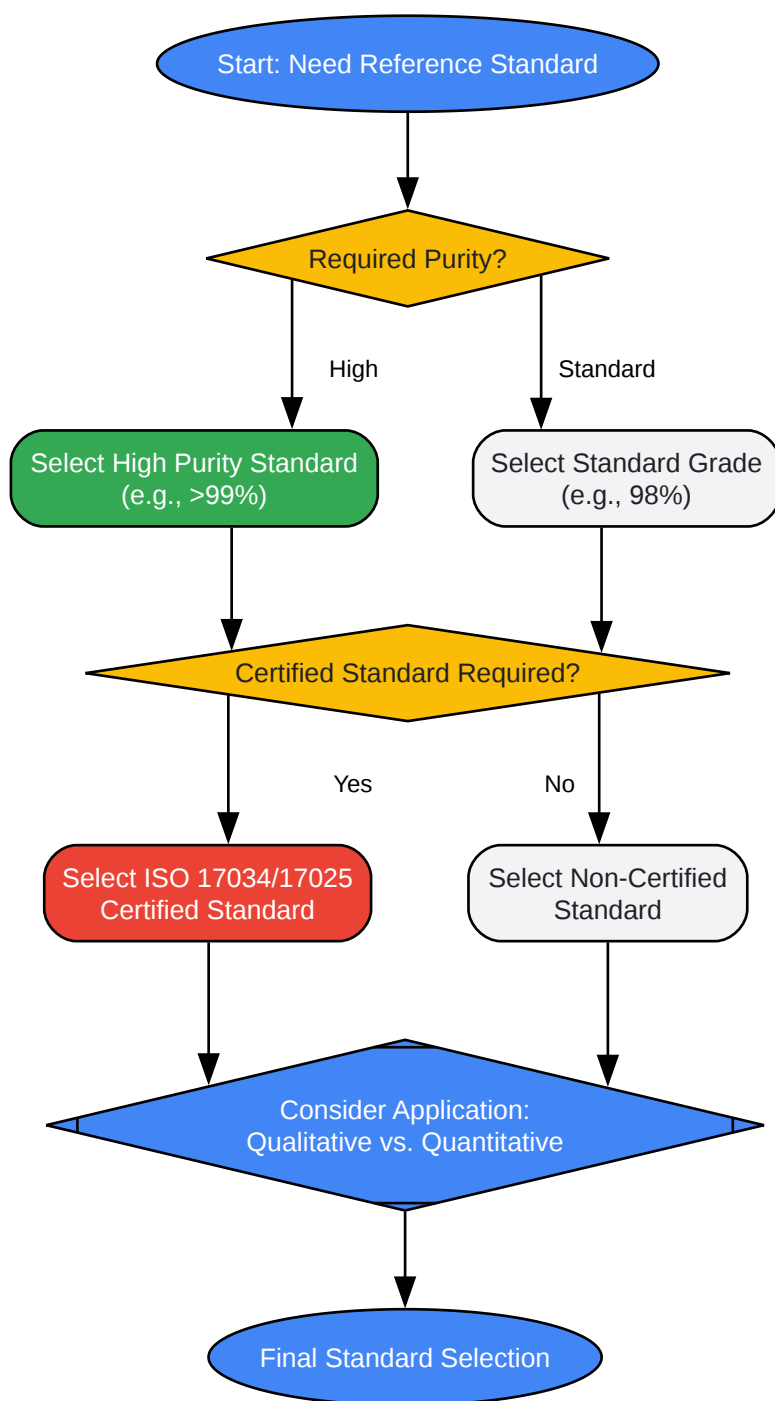 Start: Need Reference Standard
Required Purity?
High
Standard
Select High Purity Standard
(e.g., >99%)
Select Standard Grade
(e.g., 98%)
Certified Standard Required?
Yes
No
Select ISO 17034/17025
Certified Standard
Select Non-Certified
Standard
Consider Application:
Qualitative vs. Quantitative
Final Standard Selection